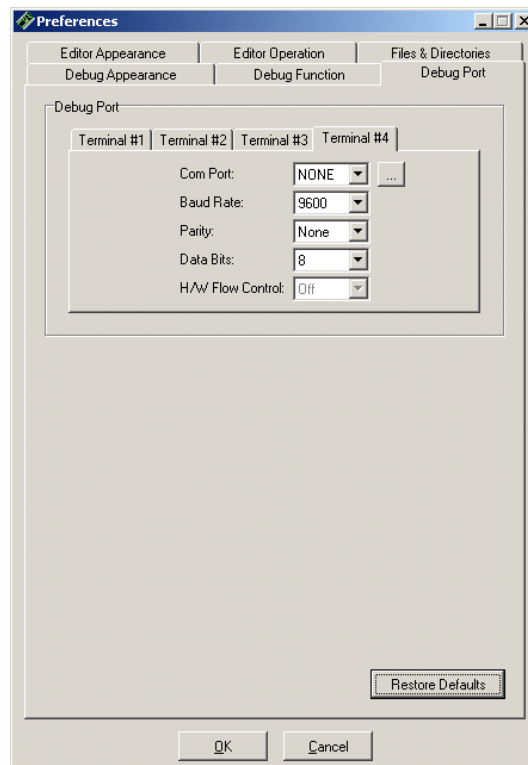 Preferences
Editor Appearance Editor Operation Files & Directories
Debug Appearance Debug Function Debug Port
Debug Port
Terminal #1 Terminal #2 Terminal #3 Terminal #4
Com Port: NONE ...
Baud Rate: 9600
Parity: None
Data Bits: 8
H/W Flow Control: Off
Restore Defaults
OK Cancel